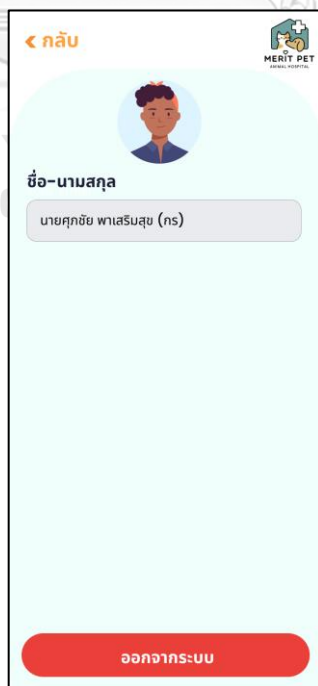 กลับ
MERIT PET
ANIMAL HOSPITAL
ชื่อ-นามสกุล
นายศุภชัย พาเสริมสุข (กร)
ออกจากระบบ